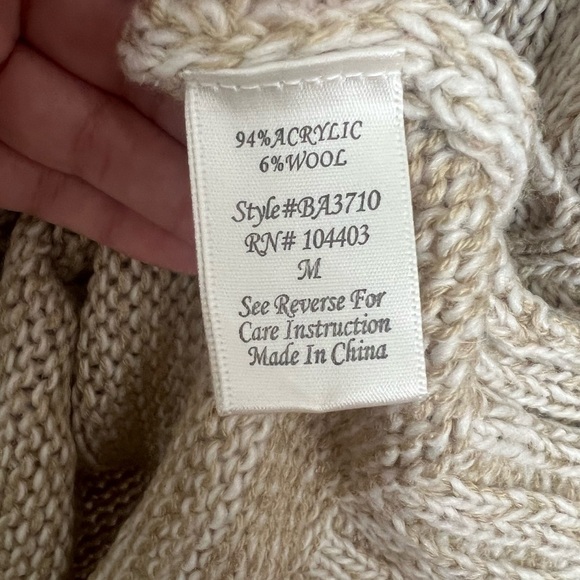 94%ACRYLIC
6%WOOL
Style#BA3710
RN# 104403
M
See Reverse For
Care Instruction
Made In China